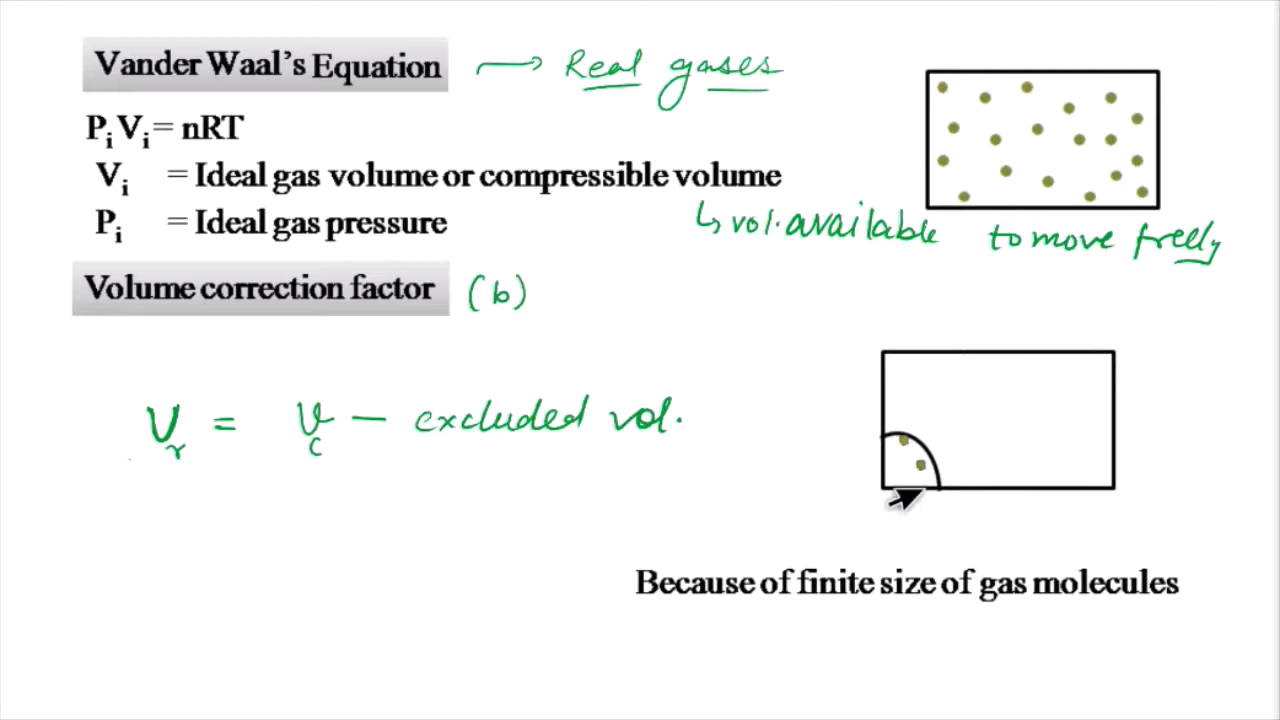 Vander Waal's Equation → Real gases
PᵢVᵢ = nRT
Vᵢ = Ideal gas volume or compressible volume
Pᵢ = Ideal gas pressure
↳ vol. available to move freely
Volume correction factor (b)
Vᵣ = V꜀ — excluded vol.
Because of finite size of gas molecules